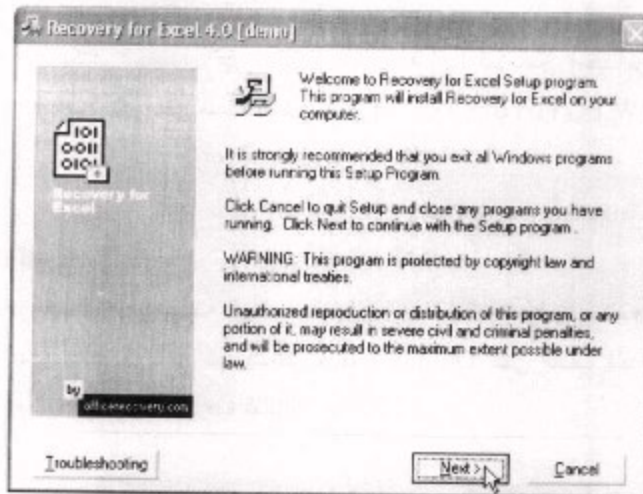 Recovery for Excel 4.0 [demo]
Welcome to Recovery for Excel Setup program.
This program will install Recovery for Excel on your
computer.
101
0011
0101
Recovery for
Excel
It is strongly recommended that you exit all Windows programs
before running this Setup Program.
Click Cancel to quit Setup and close any programs you have
running. Click Next to continue with the Setup program .
WARNING: This program is protected by copyright law and
international treaties.
Unauthorized reproduction or distribution of this program, or any
portion of it, may result in severe civil and criminal penalties,
and will be prosecuted to the maximum extent possible under
law.
by
officerecovery.com
Troubleshooting
Next >
Cancel